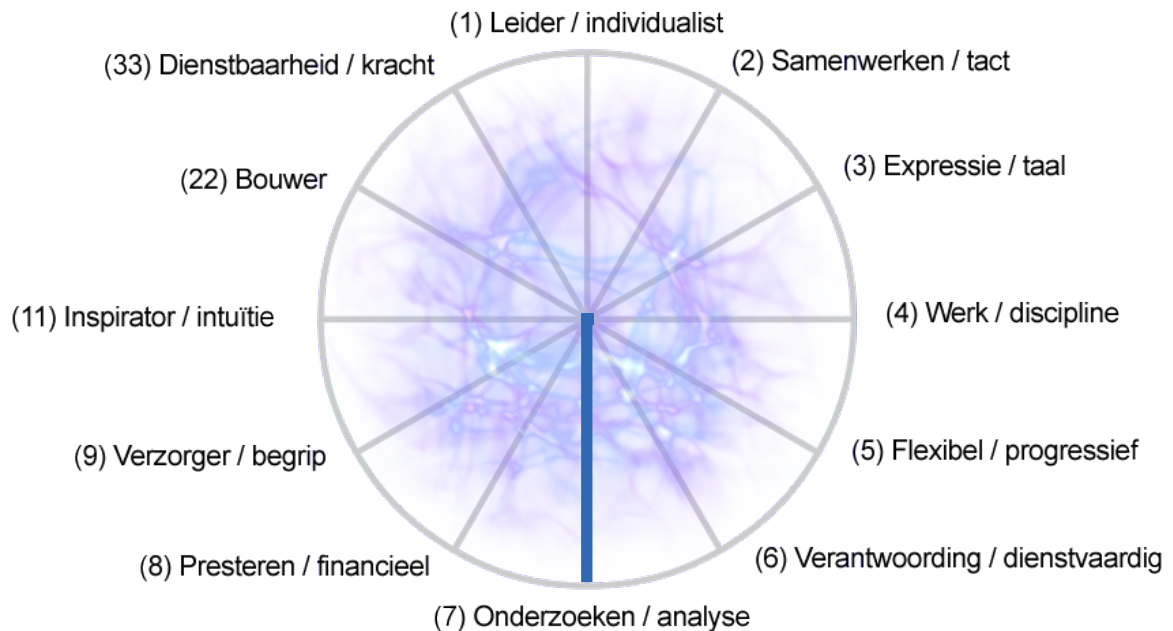 (1) Leider / individualist
(2) Samenwerken / tact
(33) Dienstbaarheid / kracht
(3) Expressie / taal
(22) Bouwer
(4) Werk / discipline
(11) Inspirator / intuïtie
(5) Flexibel / progressief
(9) Verzorger / begrip
(6) Verantwoording / dienstvaardig
(8) Presteren / financieel
(7) Onderzoeken / analyse